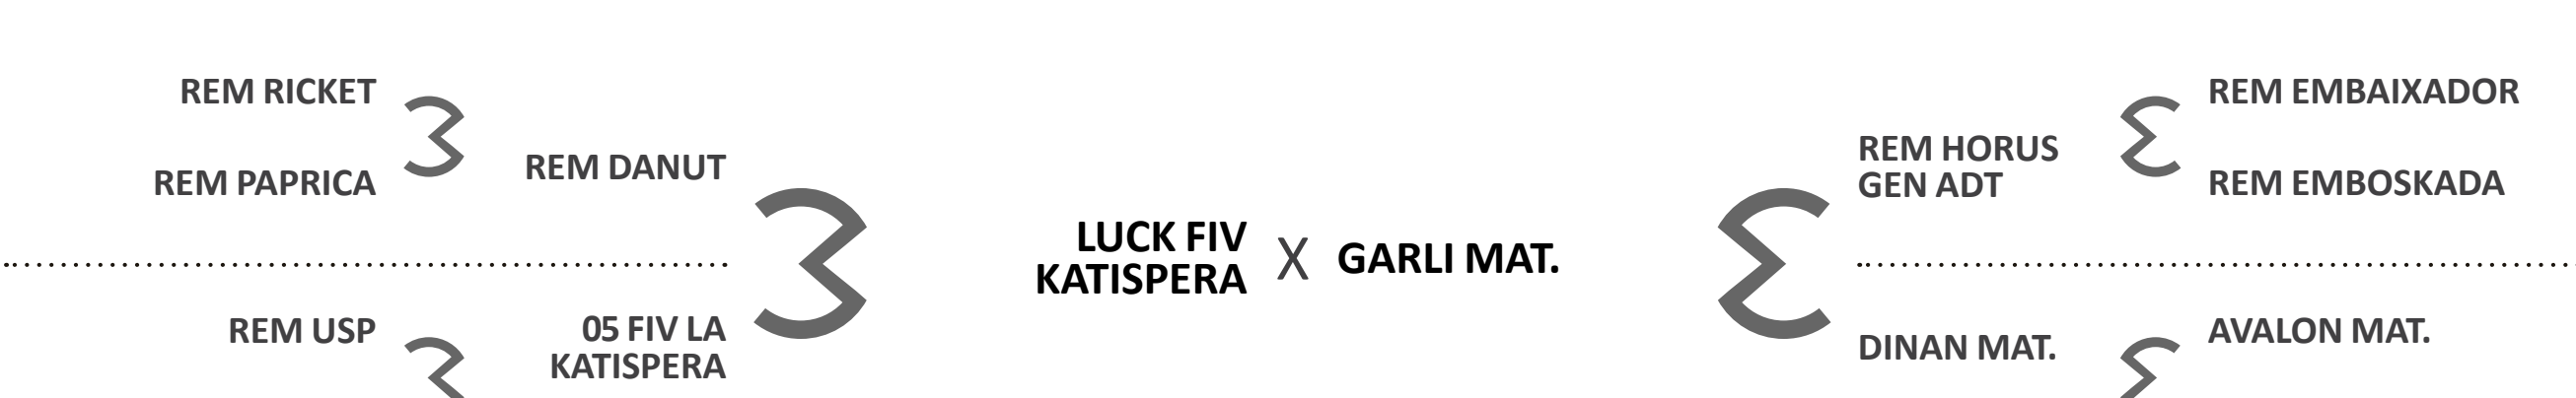 REM RICKET
REM PAPRICA
REM DANUT
REM USP
05 FIV LA
KATISPERA
LUCK FIV
KATISPERA
X
GARLI MAT.
REM HORUS
GEN ADT
REM EMBAIXADOR
REM EMBOSKADA
DINAN MAT.
AVALON MAT.